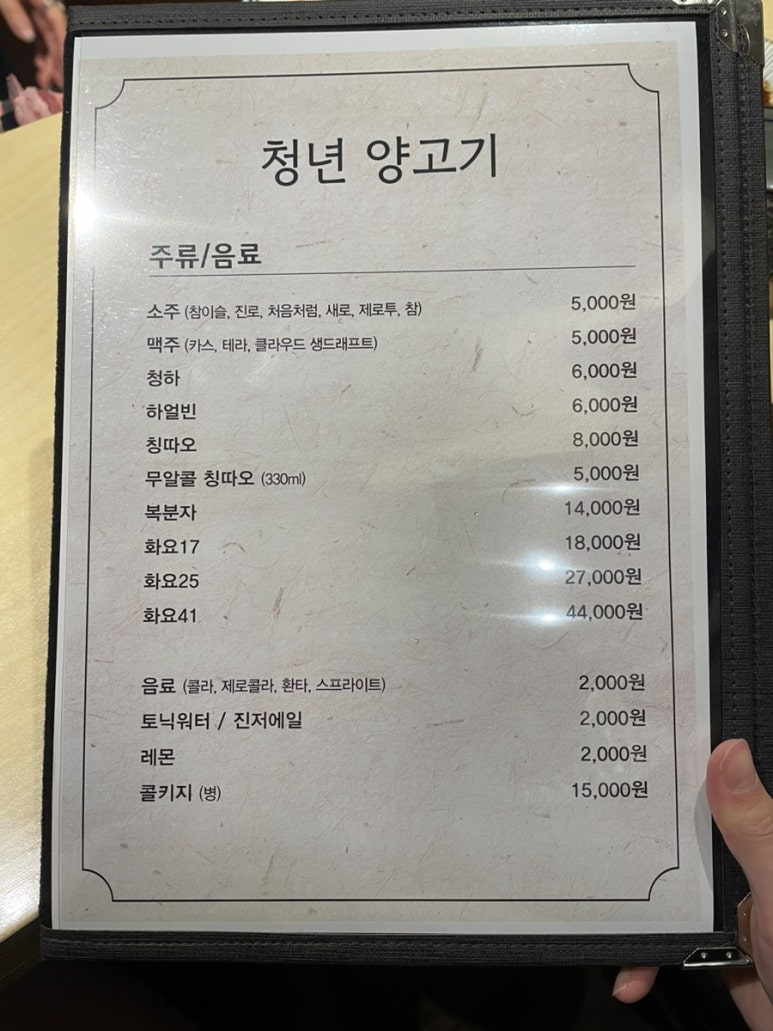 청년 양고기
주류/음료
소주 (참이슬, 진로, 처음처럼, 새로, 제로투, 참) 5,000원
맥주 (카스, 테라, 클라우드 생드래프트) 5,000원
청하 6,000원
하얼빈 6,000원
칭따오 8,000원
무알콜 칭따오 (330ml) 5,000원
복분자 14,000원
화요17 18,000원
화요25 27,000원
화요41 44,000원
음료 (콜라, 제로콜라, 환타, 스프라이트) 2,000원
토닉워터 / 진저에일 2,000원
레몬 2,000원
콜키지 (병) 15,000원